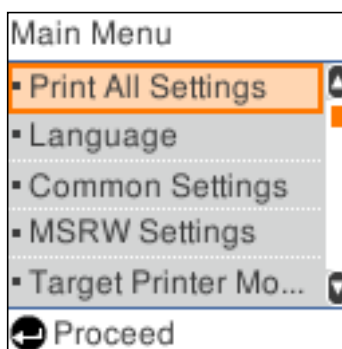 Main Menu
Print All Settings
Language
Common Settings
MSRW Settings
Target Printer Mo...
Proceed